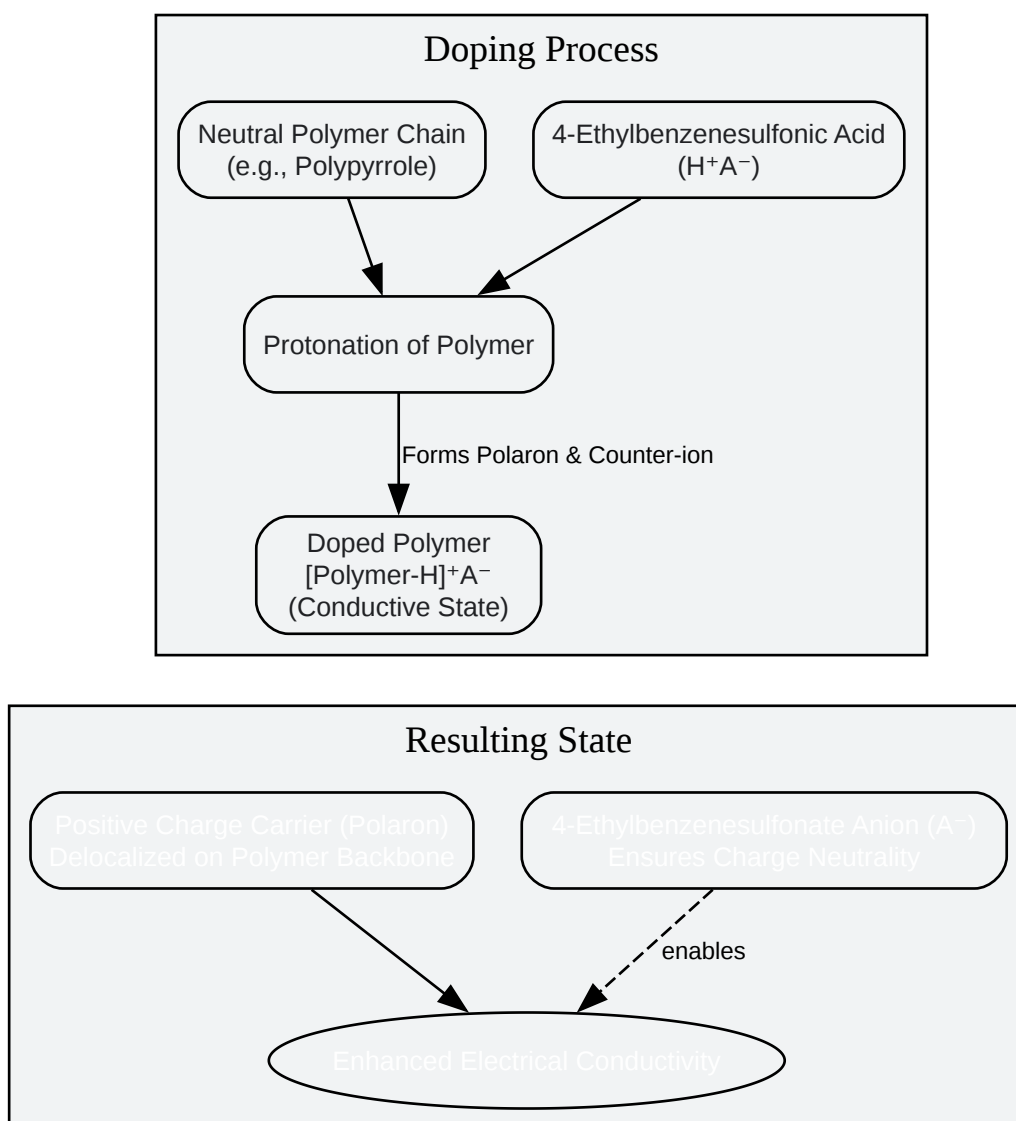 Doping Process
Neutral Polymer Chain
(e.g., Polypyrrole)
4-Ethylbenzenesulfonic Acid
(H⁺A⁻)
Protonation of Polymer
Forms Polaron & Counter-ion
Doped Polymer
[Polymer-H]⁺A⁻
(Conductive State)
Resulting State
Positive Charge Carrier (Polaron)
Delocalized on Polymer Backbone
4-Ethylbenzenesulfonate Anion (A⁻)
Ensures Charge Neutrality
enables
Enhanced Electrical Conductivity